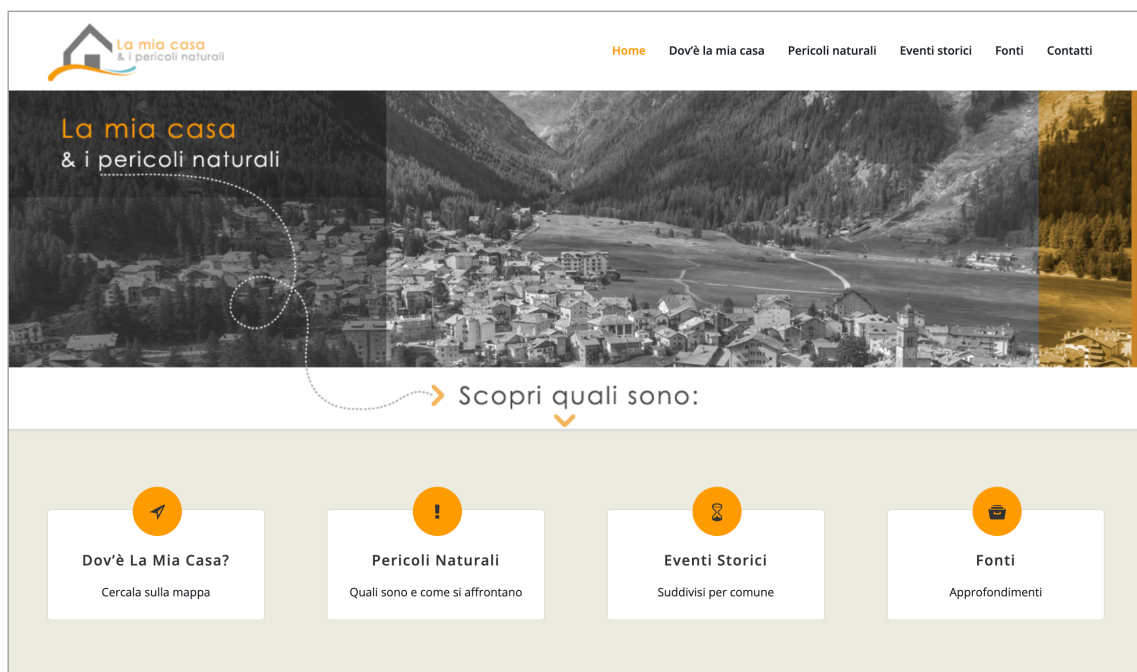 La mia casa
& i pericoli naturali
Home Dov'è la mia casa Pericoli naturali Eventi storici Fonti Contatti
La mia casa
& i pericoli naturali
Scopri quali sono:
Dov'è La Mia Casa?
Cercala sulla mappa
Pericoli Naturali
Quali sono e come si affrontano
Eventi Storici
Suddivisi per comune
Fonti
Approfondimenti